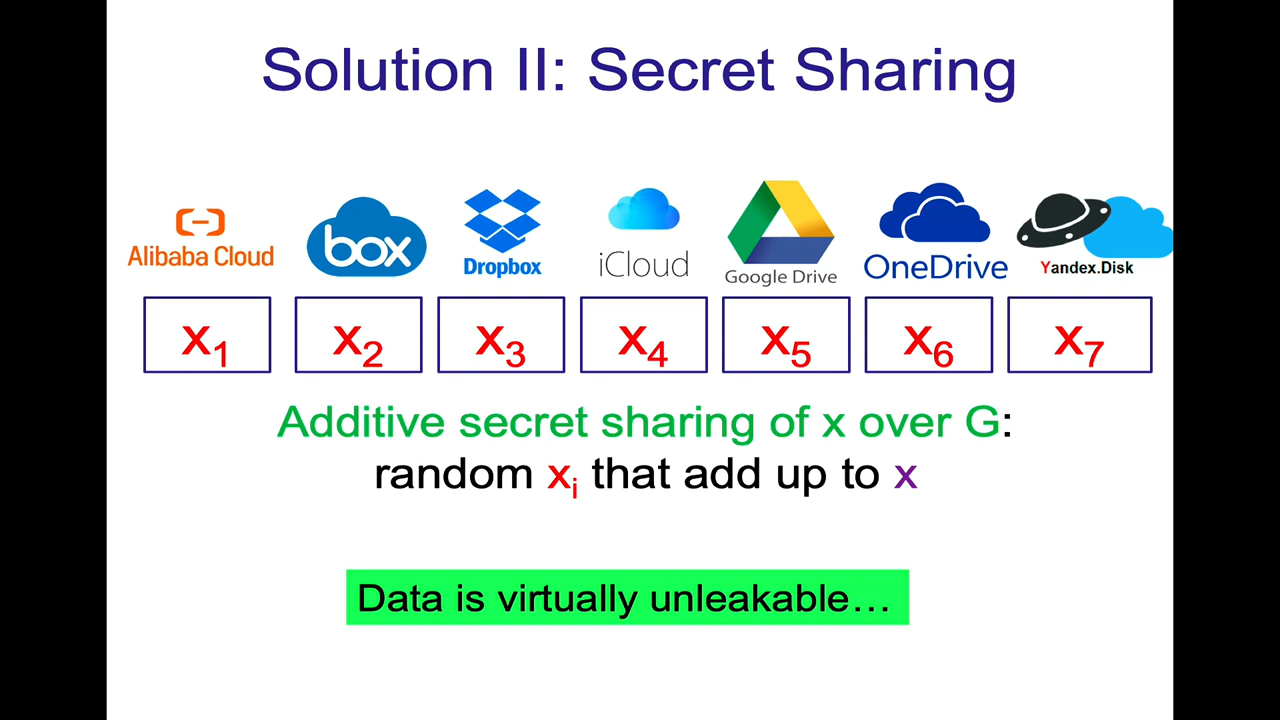 Solution II: Secret Sharing
Alibaba Cloud
box
Dropbox
iCloud
Google Drive
OneDrive
Yandex.Disk
x₁ x₂ x₃ x₄ x₅ x₆ x₇
Additive secret sharing of x over G:
random xᵢ that add up to x
Data is virtually unleakable…